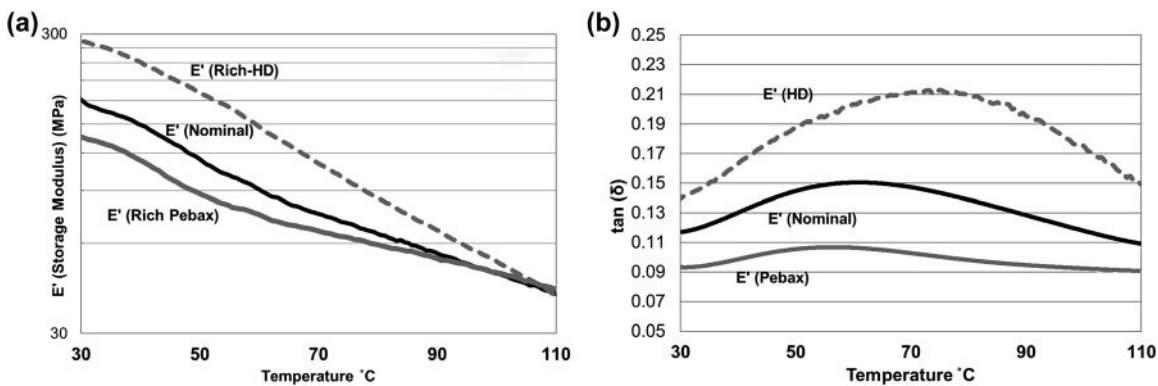 (a)
300
E' (Rich-HD)
E' (Nominal)
E' (Rich Pebax)
E' (Storage Modulus) (MPa)
30
30 50 70 90 110
Temperature ˚C
(b)
0.25
0.23
0.21
0.19
0.17
0.15
0.13
0.11
0.09
0.07
0.05
tan (δ)
E' (HD)
E' (Nominal)
E' (Pebax)
30 50 70 90 110
Temperature ˚C